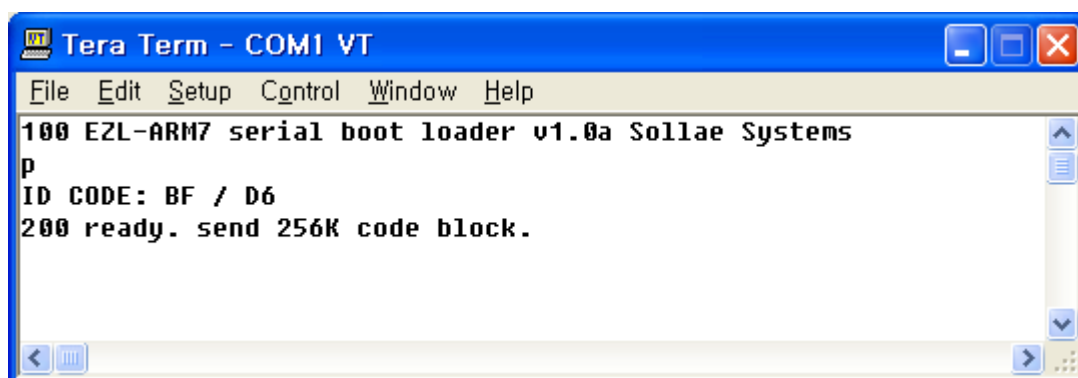 Tera Term - COM1 VT
File Edit Setup Control Window Help
100 EZL-ARM7 serial boot loader v1.0a Sollae Systems
p
ID CODE: BF / D6
200 ready. send 256K code block.